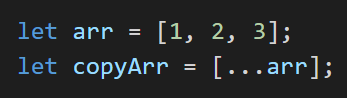 let arr = [1, 2, 3];
let copyArr = [...arr];